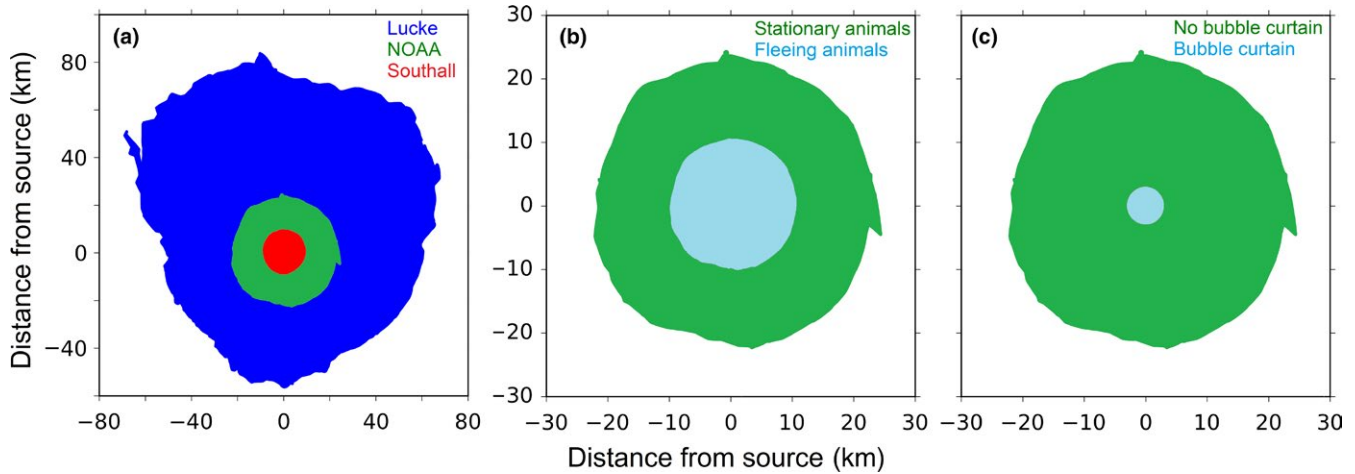 (a)
Lucke
NOAA
Southall
Distance from source (km)
80
40
0
−40
−80 −40 0 40 80
(b)
Stationary animals
Fleeing animals
30
20
10
0
−10
−20
−30
−30 −20 −10 0 10 20 30
(c)
No bubble curtain
Bubble curtain
−30 −20 −10 0 10 20 30
Distance from source (km)